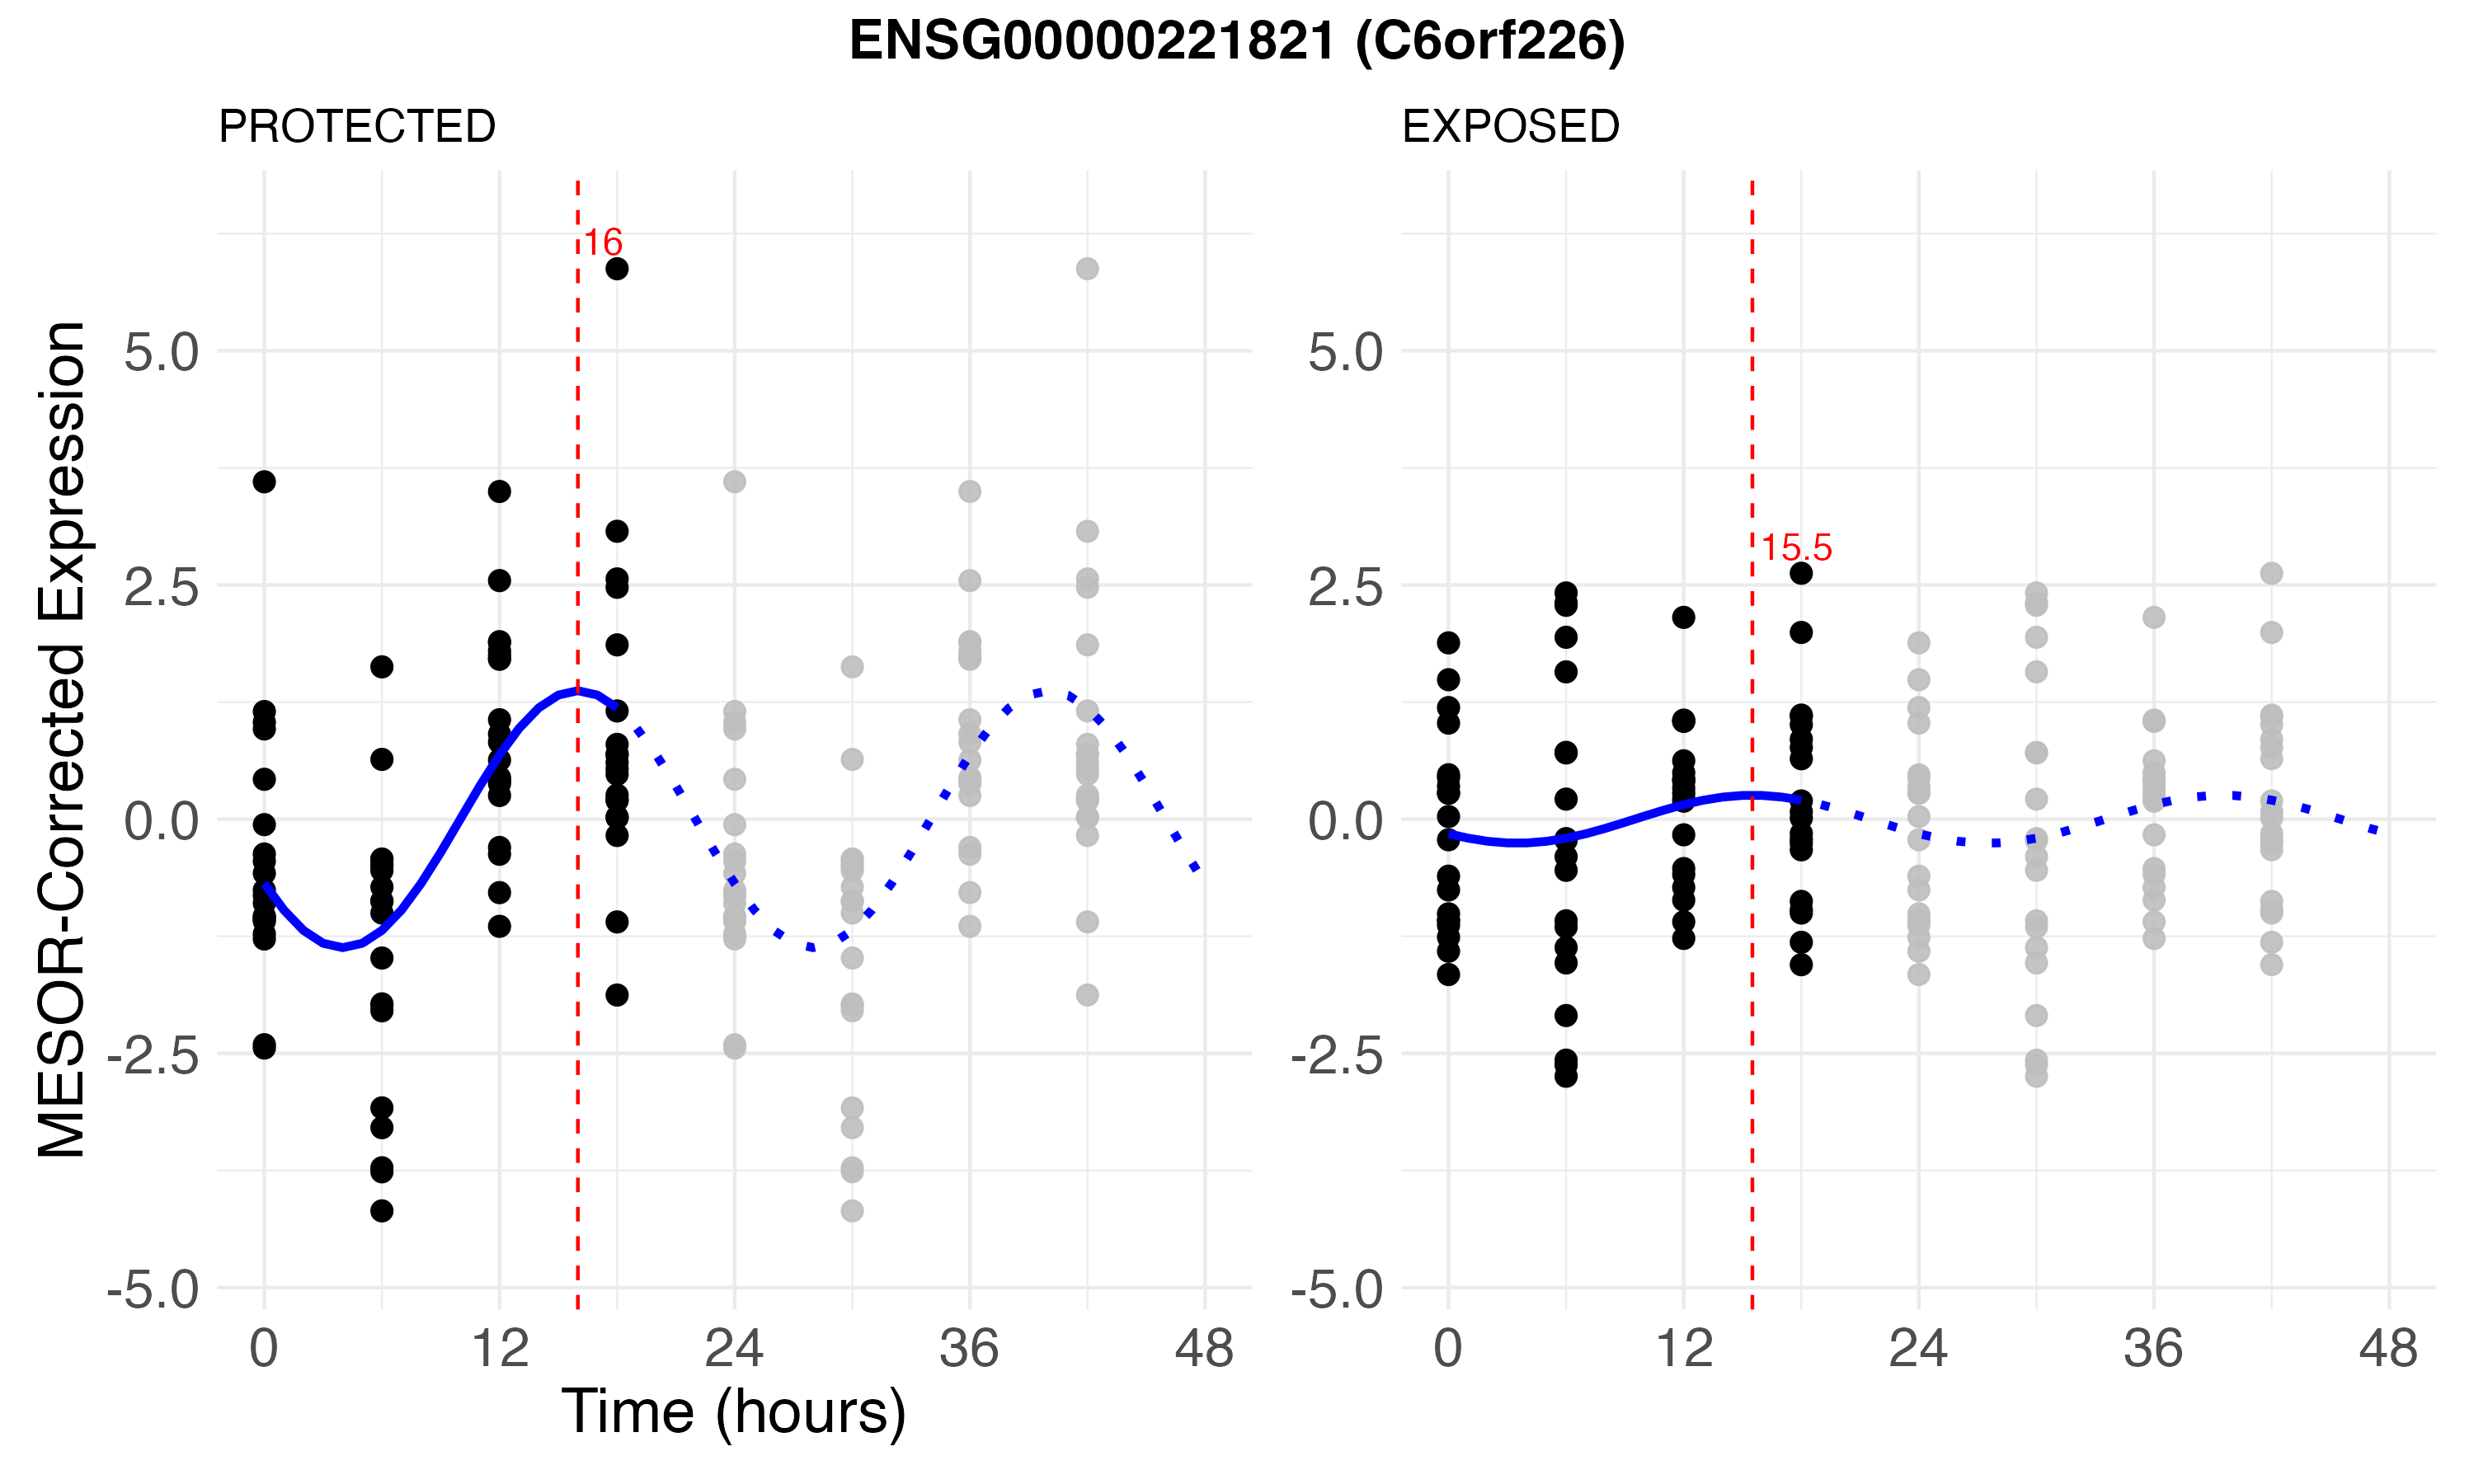 ENSG00000221821 (C6orf226)
PROTECTED
EXPOSED
MESOR-Corrected Expression
5.0
2.5
0.0
-2.5
-5.0
16
0 12 24 36 48
5.0
2.5
0.0
-2.5
-5.0
15.5
0 12 24 36 48
Time (hours)